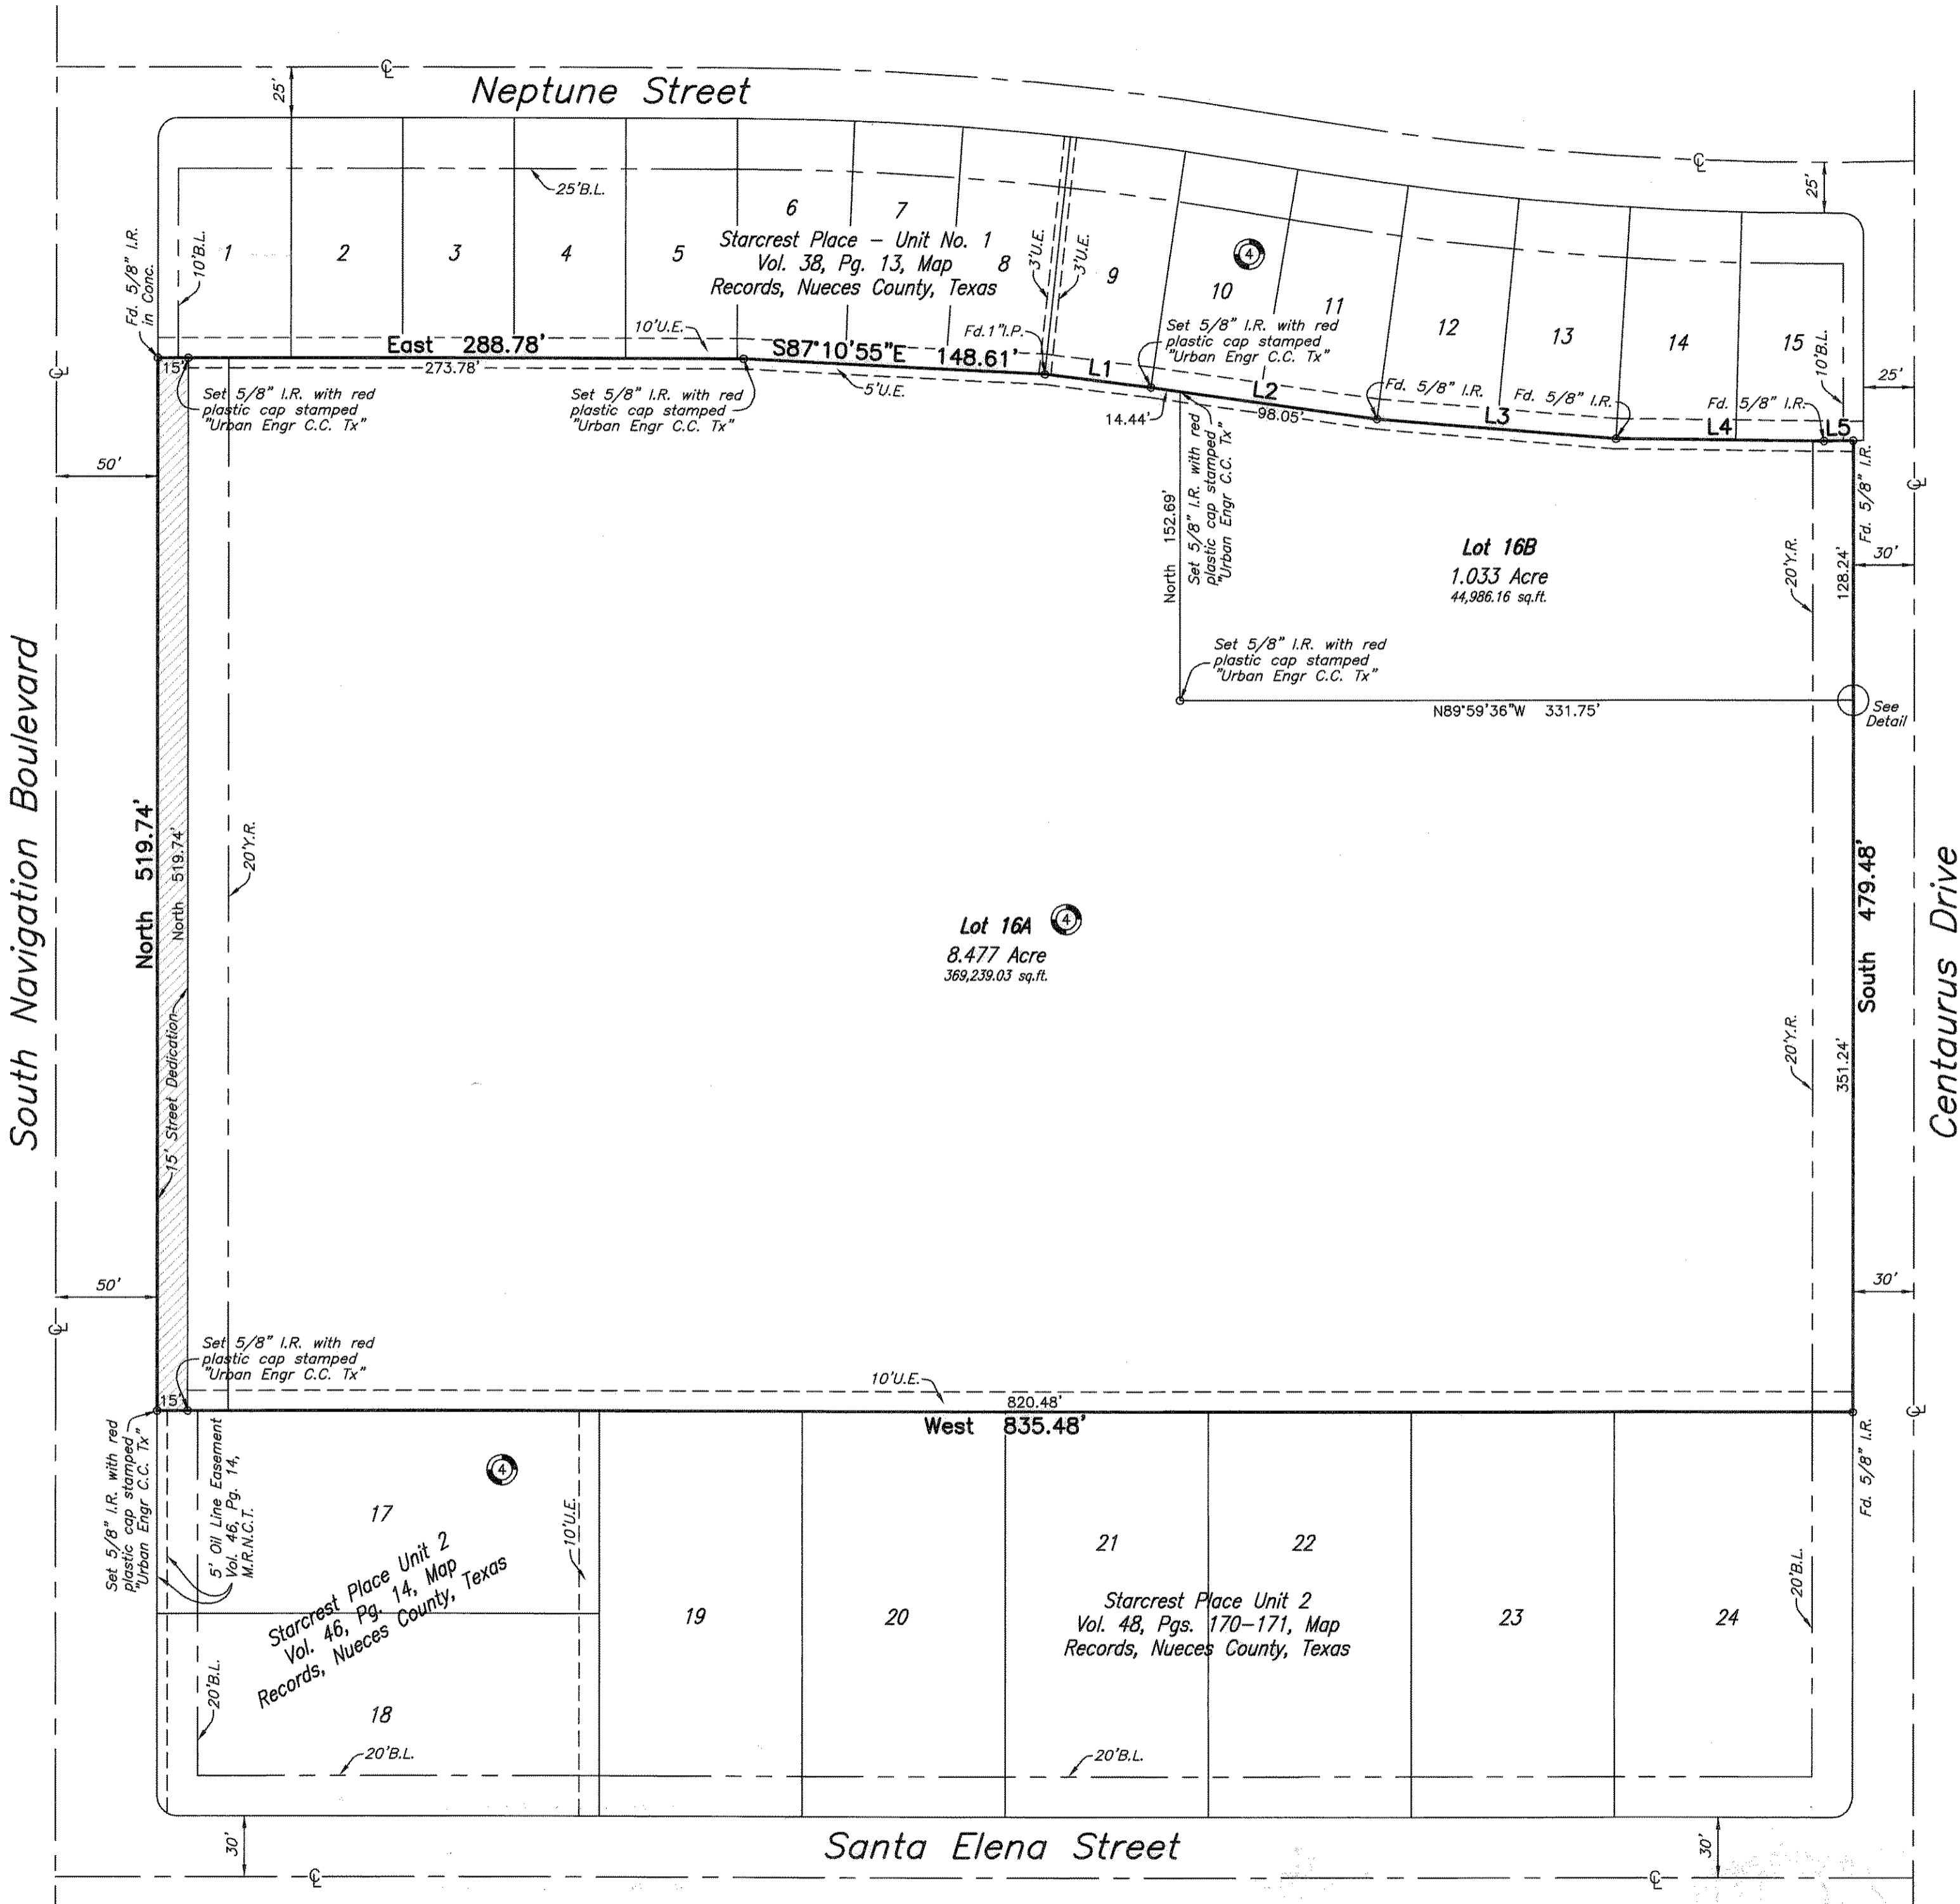 Neptune Street
25'
25'
25'B.L.
10'B.L.
Fd. 5/8" I.R.
in Conc.
1
2
3
4
5
6
7
8
9
10
11
12
13
14
15
Starcrest Place - Unit No. 1
Vol. 38, Pg. 13, Map
Records, Nueces County, Texas
3'U.E.
3'U.E.
4
10'U.E.
Fd.1"I.P.
Set 5/8" I.R. with red
plastic cap stamped
"Urban Engr C.C. Tx"
10'B.L.
25'
East 288.78'
S87°10'55"E 148.61'
L1
L2
L3
L4
L5
15'
273.78'
5'U.E.
14.44'
98.05'
Fd. 5/8" I.R.
Fd. 5/8" I.R.
Fd. 5/8" I.R.
Set 5/8" I.R. with red
plastic cap stamped
"Urban Engr C.C. Tx"
Set 5/8" I.R. with red
plastic cap stamped
"Urban Engr C.C. Tx"
Set 5/8" I.R. with red
plastic cap stamped
"Urban Engr C.C. Tx"
50'
North 152.69'
Lot 16B
1.033 Acre
44,986.16 sq.ft.
20'Y.R.
128.24'
Fd. 5/8" I.R.
30'
Set 5/8" I.R. with red
plastic cap stamped
"Urban Engr C.C. Tx"
N89°59'36"W 331.75'
See
Detail
South Navigation Boulevard
North 519.74'
North 519.74'
20'Y.R.
15' Street Dedication
Lot 16A
4
8.477 Acre
369,239.03 sq.ft.
20'Y.R.
351.24'
South 479.48'
Centaurus Drive
50'
30'
Set 5/8" I.R. with red
plastic cap stamped
"Urban Engr C.C. Tx"
15'
10'U.E.
820.48'
West 835.48'
Set 5/8" I.R. with red
plastic cap stamped
"Urban Engr C.C. Tx"
5' Oil Line Easement
Vol. 46, Pg. 14,
M.R.N.C.T.
4
17
Starcrest Place Unit 2
Vol. 46, Pg. 14, Map
Records, Nueces County, Texas
10'U.E.
18
20'B.L.
20'B.L.
19
20
21
22
Starcrest Place Unit 2
Vol. 48, Pgs. 170-171, Map
Records, Nueces County, Texas
23
24
20'B.L.
20'B.L.
Fd. 5/8" I.R.
30'
Santa Elena Street
30'